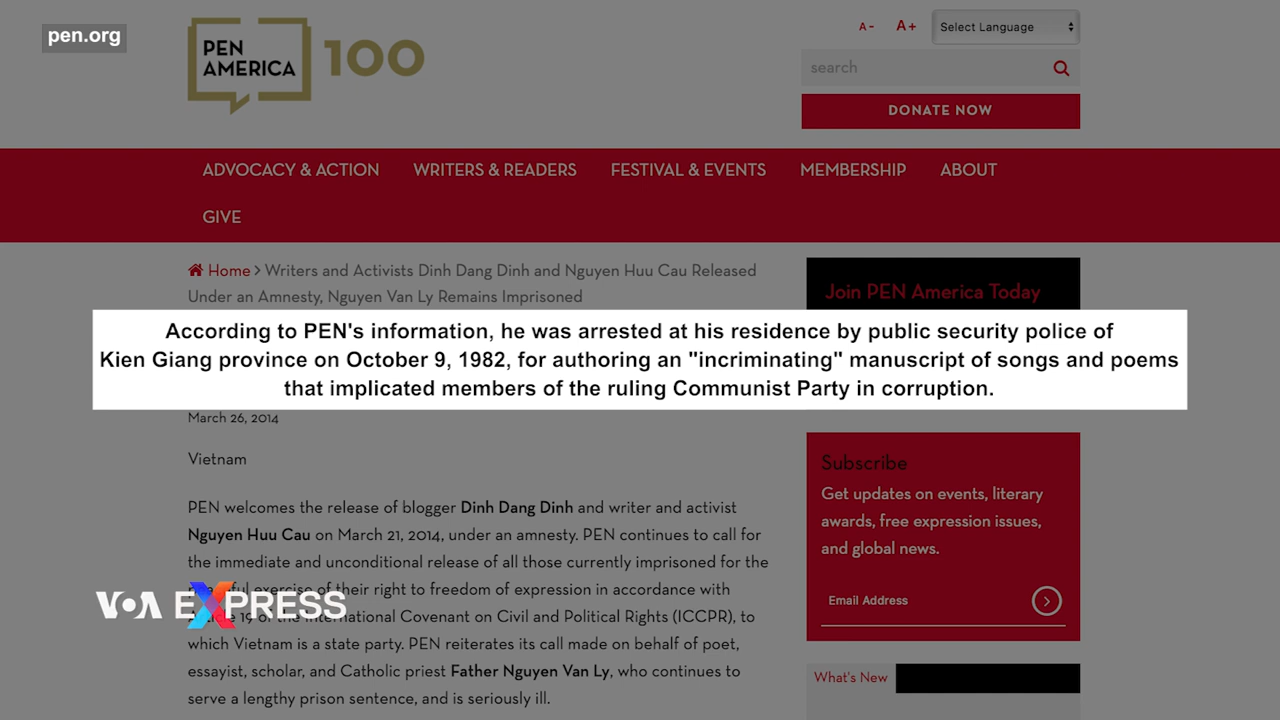 pen.org
PEN
AMERICA
100
A-
A+
Select Language
search
DONATE NOW
ADVOCACY & ACTION
WRITERS & READERS
FESTIVAL & EVENTS
MEMBERSHIP
ABOUT
GIVE
Home > Writers and Activists Dinh Dang Dinh and Nguyen Huu Cau Released
Under an Amnesty, Nguyen Van Ly Remains Imprisoned
Join PEN America Today
According to PEN's information, he was arrested at his residence by public security police of
Kien Giang province on October 9, 1982, for authoring an "incriminating" manuscript of songs and poems
that implicated members of the ruling Communist Party in corruption.
March 26, 2014
Vietnam
PEN welcomes the release of blogger Dinh Dang Dinh and writer and activist
Nguyen Huu Cau on March 21, 2014, under an amnesty. PEN continues to call for
the immediate and unconditional release of all those currently imprisoned for the
exercise of their right to freedom of expression in accordance with
19 of the International Covenant on Civil and Political Rights (ICCPR), to
which Vietnam is a state party. PEN reiterates its call made on behalf of poet,
essayist, scholar, and Catholic priest Father Nguyen Van Ly, who continues to
serve a lengthy prison sentence, and is seriously ill.
VOA EXPRESS
Subscribe
Get updates on events, literary
awards, free expression issues,
and global news.
Email Address
What's New